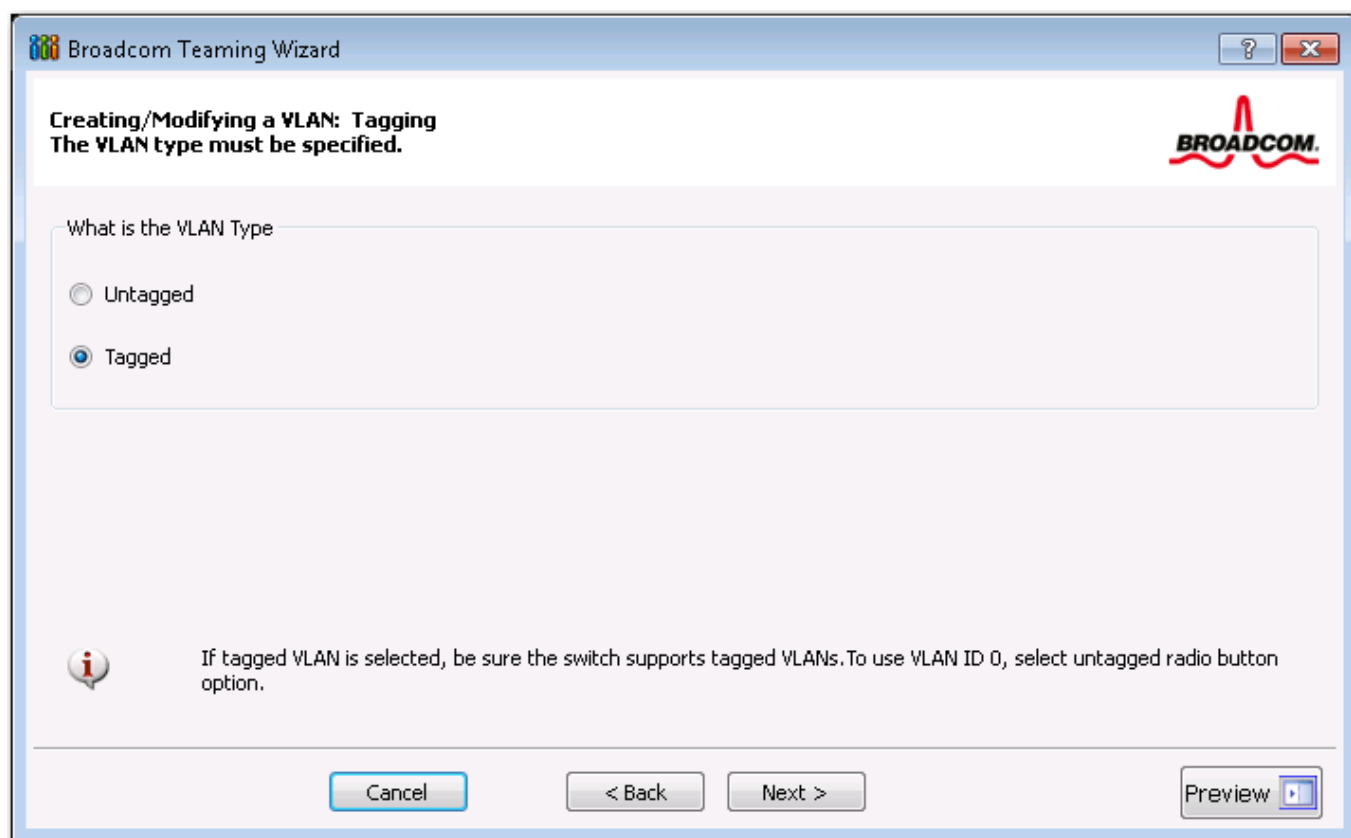 Broadcom Teaming Wizard
?
Creating/Modifying a VLAN: Tagging
The VLAN type must be specified.
BROADCOM.
What is the VLAN Type
Untagged
Tagged
If tagged VLAN is selected, be sure the switch supports tagged VLANs.To use VLAN ID 0, select untagged radio button
option.
Cancel
< Back
Next >
Preview